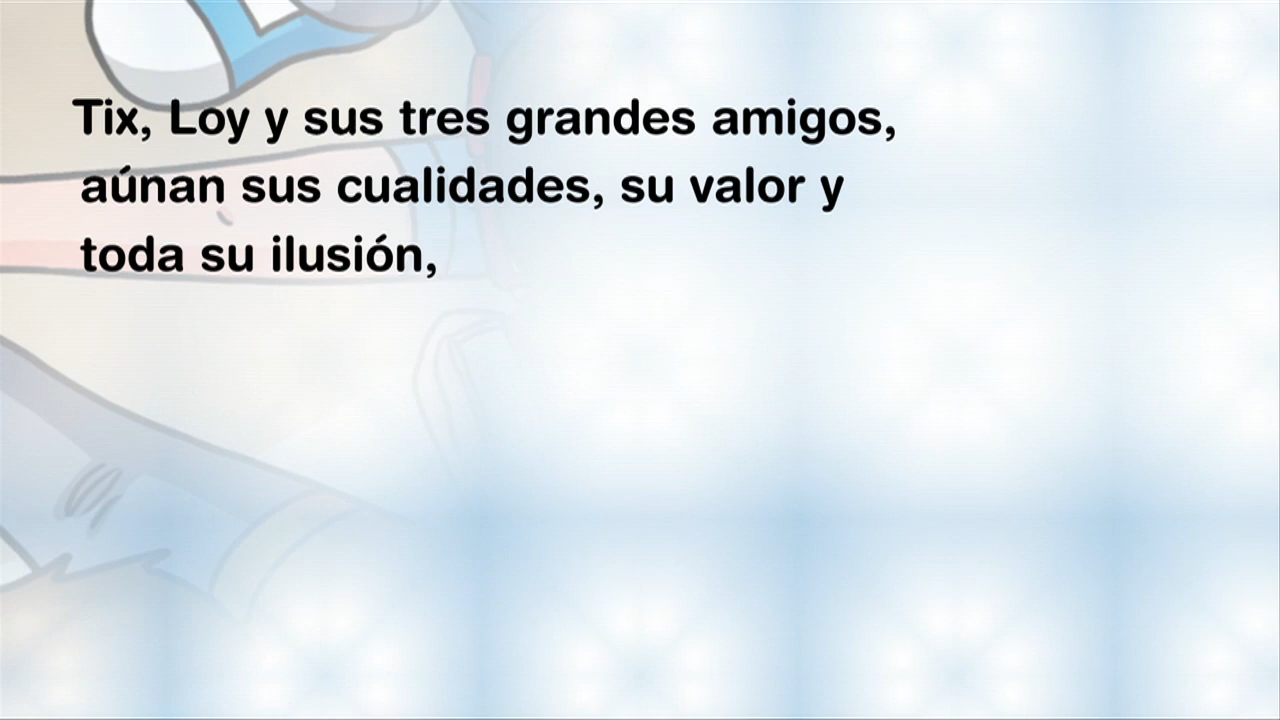 Tix, Loy y sus tres grandes amigos,
aúnan sus cualidades, su valor y
toda su ilusión,